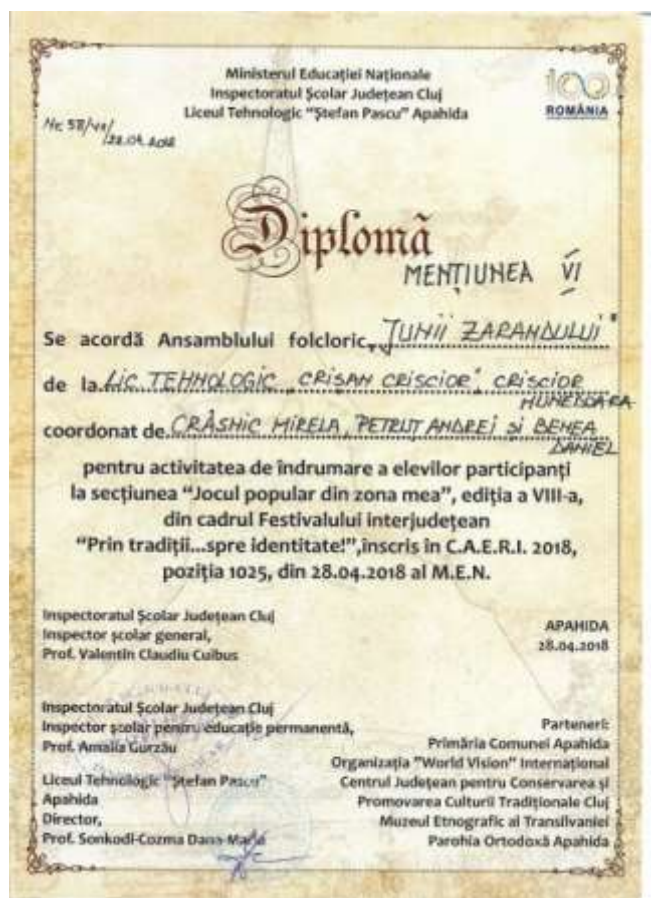 Ministerul Educației Naționale
Inspectoratul Școlar Județean Cluj
Liceul Tehnologic "Ștefan Pascu" Apahida
100
ROMÂNIA
Nr. 58/VII/28.04.2018
Diplomă
MENȚIUNEA VI
Se acordă Ansamblului folcloric „JUNII ZARANDULUI"
de la LIC TEHNOLOGIC „CRIȘAN CRISCIOR", CRISCIOR
HUNEDOARA
coordonat de CRÂSNIC MIRELA, PETRUȚ ANDREI și BENEA
DANIEL
pentru activitatea de îndrumare a elevilor participanți
la secțiunea "Jocul popular din zona mea", ediția a VIII-a,
din cadrul Festivalului interjudețean
"Prin tradiții...spre identitate!",înscris în C.A.E.R.I. 2018,
poziția 1025, din 28.04.2018 al M.E.N.
Inspectoratul Școlar Județean Cluj
Inspector școlar general,
Prof. Valentin Claudiu Cuibus
APAHIDA
28.04.2018
Inspectoratul Școlar Județean Cluj
Inspector școlar pentru educație permanentă,
Prof. Amalia Gurzău
Liceul Tehnologic "Ștefan Pascu"
Apahida
Director,
Prof. Sonkodi-Cozma Dana-Maria
Parteneri:
Primăria Comunei Apahida
Organizația "World Vision" Internațional
Centrul Județean pentru Conservarea și
Promovarea Culturii Tradiționale Cluj
Muzeul Etnografic al Transilvaniei
Parohia Ortodoxă Apahida